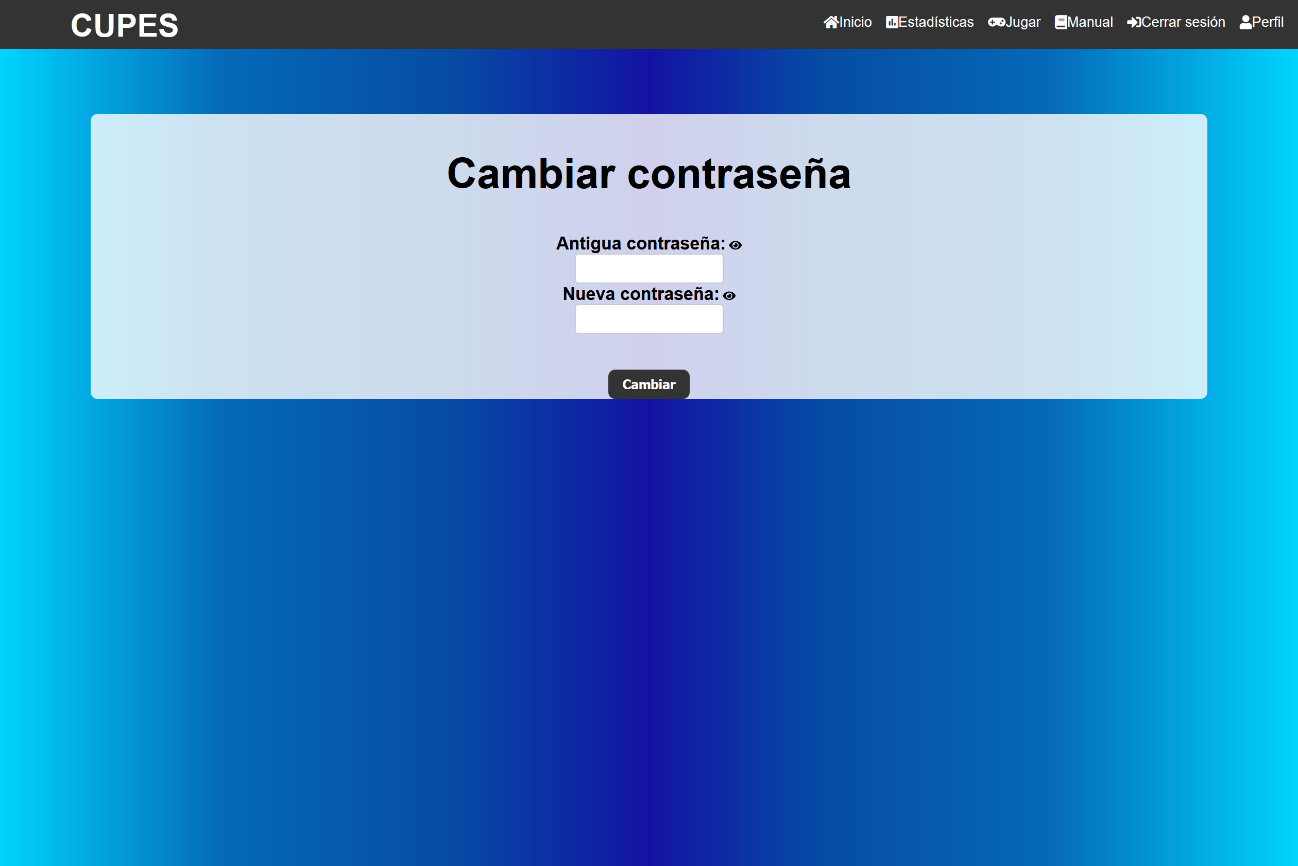 CUPES
Inicio Estadísticas Jugar Manual Cerrar sesión Perfil
Cambiar contraseña
Antigua contraseña:
Nueva contraseña:
Cambiar